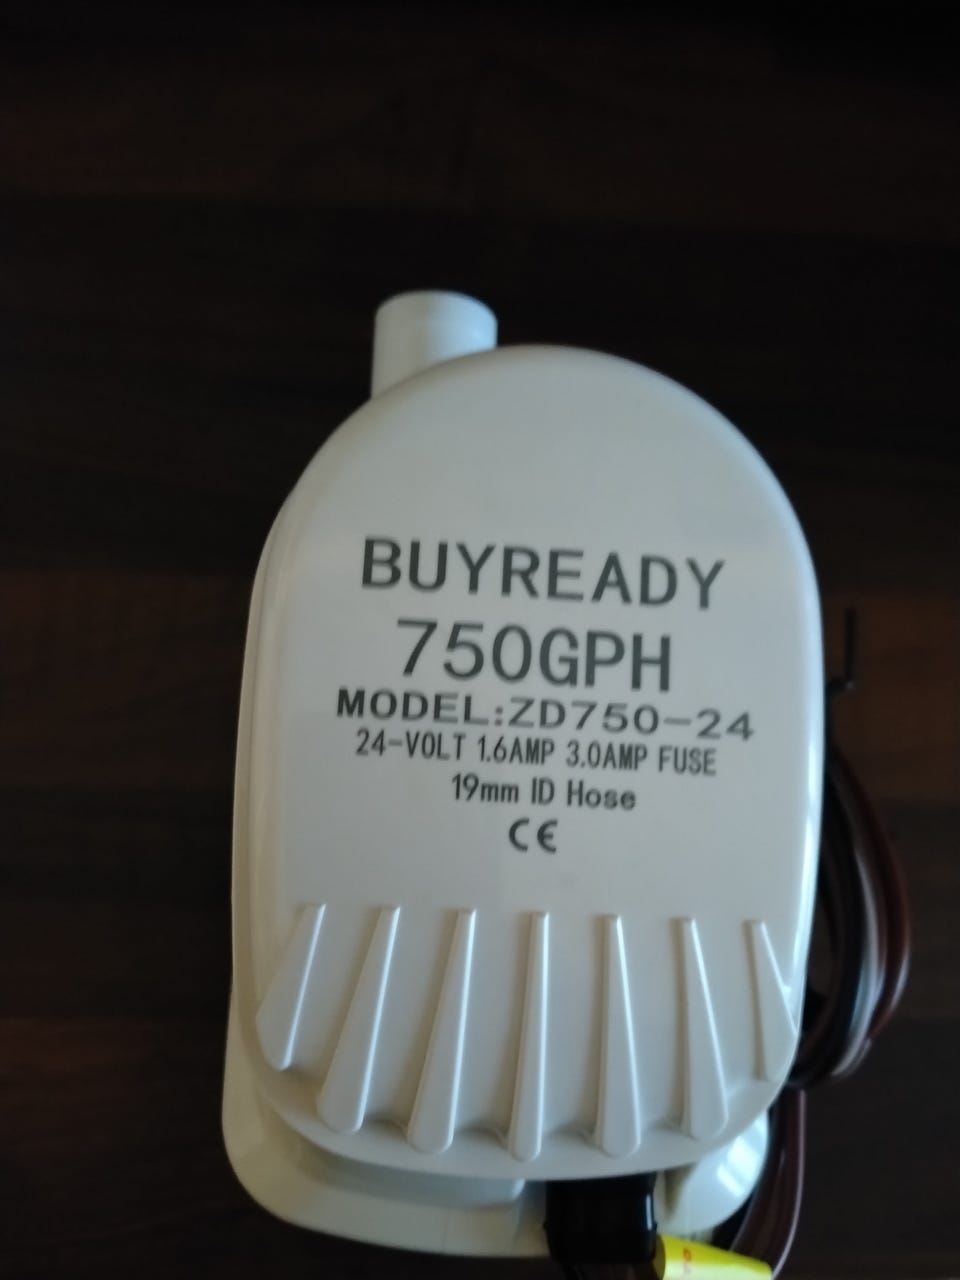 BUYREADY
750GPH
MODEL:ZD750-24
24-VOLT 1.6AMP 3.0AMP FUSE
19mm ID Hose
CE